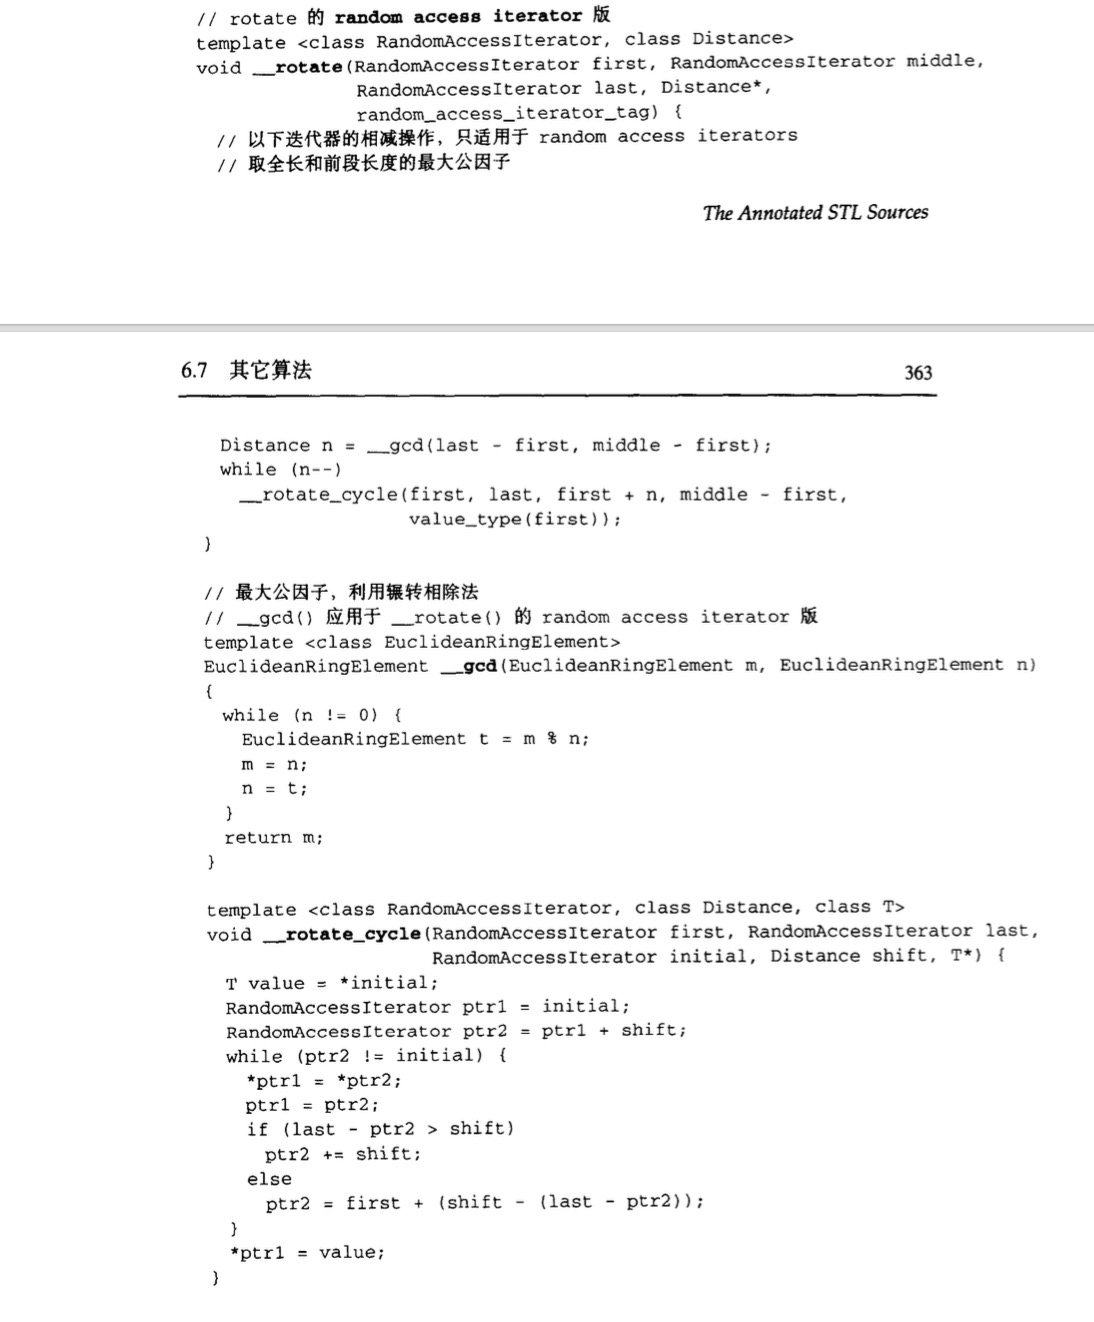 // rotate 的 random access iterator 版
template <class RandomAccessIterator, class Distance>
void __rotate(RandomAccessIterator first, RandomAccessIterator middle,
RandomAccessIterator last, Distance*,
random_access_iterator_tag) {
// 以下迭代器的相减操作，只适用于 random access iterators
// 取全长和前段长度的最大公因子
The Annotated STL Sources
6.7 其它算法 363
Distance n = __gcd(last - first, middle - first);
while (n--)
__rotate_cycle(first, last, first + n, middle - first,
value_type(first));
}
// 最大公因子，利用辗转相除法
// __gcd() 应用于 __rotate() 的 random access iterator 版
template <class EuclideanRingElement>
EuclideanRingElement __gcd(EuclideanRingElement m, EuclideanRingElement n)
{
while (n != 0) {
EuclideanRingElement t = m % n;
m = n;
n = t;
}
return m;
}
template <class RandomAccessIterator, class Distance, class T>
void __rotate_cycle(RandomAccessIterator first, RandomAccessIterator last,
RandomAccessIterator initial, Distance shift, T*) {
T value = *initial;
RandomAccessIterator ptr1 = initial;
RandomAccessIterator ptr2 = ptr1 + shift;
while (ptr2 != initial) {
*ptr1 = *ptr2;
ptr1 = ptr2;
if (last - ptr2 > shift)
ptr2 += shift;
else
ptr2 = first + (shift - (last - ptr2));
}
*ptr1 = value;
}